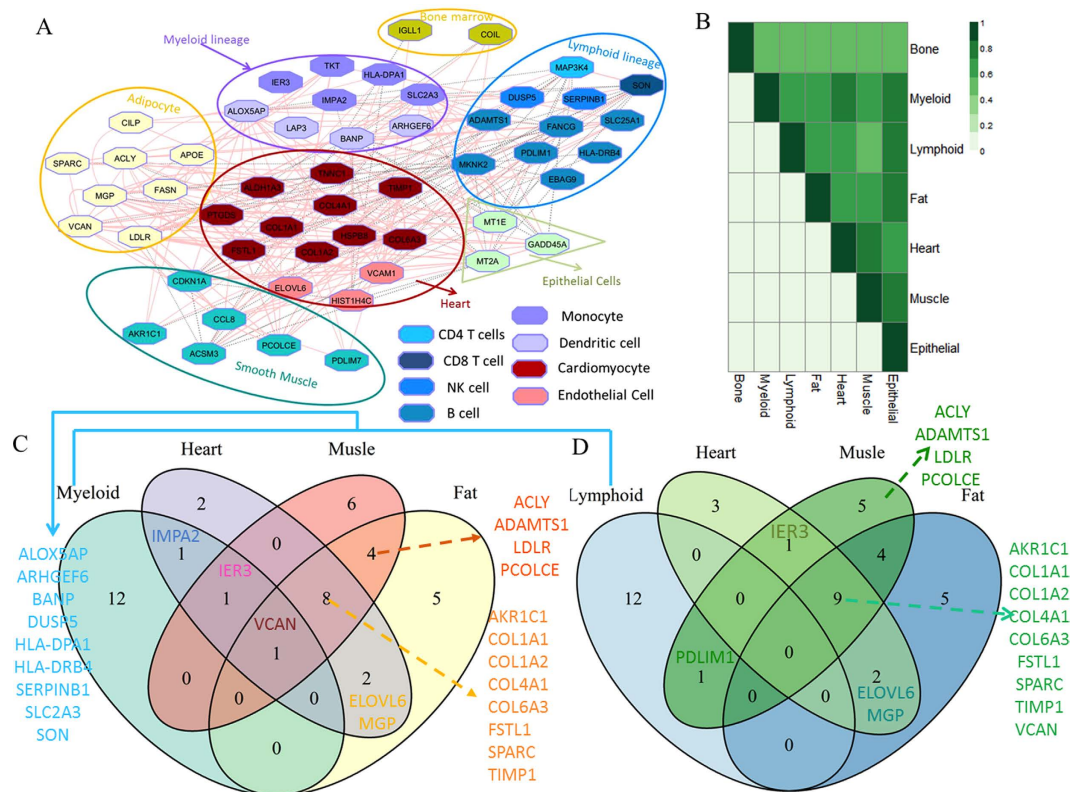 A
Bone marrow
IGLL1
COIL
Myeloid lineage
TKT
IER3
HLA-DPA1
IMPA2
SLC2A3
ALOX5AP
LAP3
BANP
ARHGEF6
Lymphoid lineage
MAP3K4
SON
DUSP5
SERPINB1
ADAMTS1
FANCG
SLC25A1
PDLIM1
HLA-DRB4
MKNK2
EBAG9
Adipocyte
CILP
SPARC
ACLY
APOE
MGP
FASN
VCAN
LDLR
TNNC1
ALDH1A3
TIMP1
COL4A1
PTGDS
COL1A1
HSPB8
COL6A3
FSTL1
COL1A2
VCAM1
ELOVL6
HIST1H4C
Heart
MT1E
GADD45A
MT2A
Epithelial Cells
CDKN1A
CCL8
AKR1C1
ACSM3
PCOLCE
PDLIM7
Smooth Muscle
CD4 T cells
CD8 T cell
NK cell
B cell
Monocyte
Dendritic cell
Cardiomyocyte
Endothelial Cell
B
Bone
Myeloid
Lymphoid
Fat
Heart
Muscle
Epithelial
Bone
Myeloid
Lymphoid
Fat
Heart
Muscle
Epithelial
1
0.8
0.6
0.4
0.2
0
C
Heart
Musle
Myeloid
Fat
2
6
IMPA2
0
1
4
IER3
12
1
8
5
VCAN
1
0
0
0
2
ELOVL6
MGP
0
ALOX5AP
ARHGEF6
BANP
DUSP5
HLA-DPA1
HLA-DRB4
SERPINB1
SLC2A3
SON
ACLY
ADAMTS1
LDLR
PCOLCE
AKR1C1
COL1A1
COL1A2
COL4A1
COL6A3
FSTL1
SPARC
TIMP1
D
Heart
Musle
Lymphoid
Fat
3
5
IER3
1
0
4
12
0
9
5
PDLIM1
1
0
0
0
2
ELOVL6
MGP
0
ACLY
ADAMTS1
LDLR
PCOLCE
AKR1C1
COL1A1
COL1A2
COL4A1
COL6A3
FSTL1
SPARC
TIMP1
VCAN